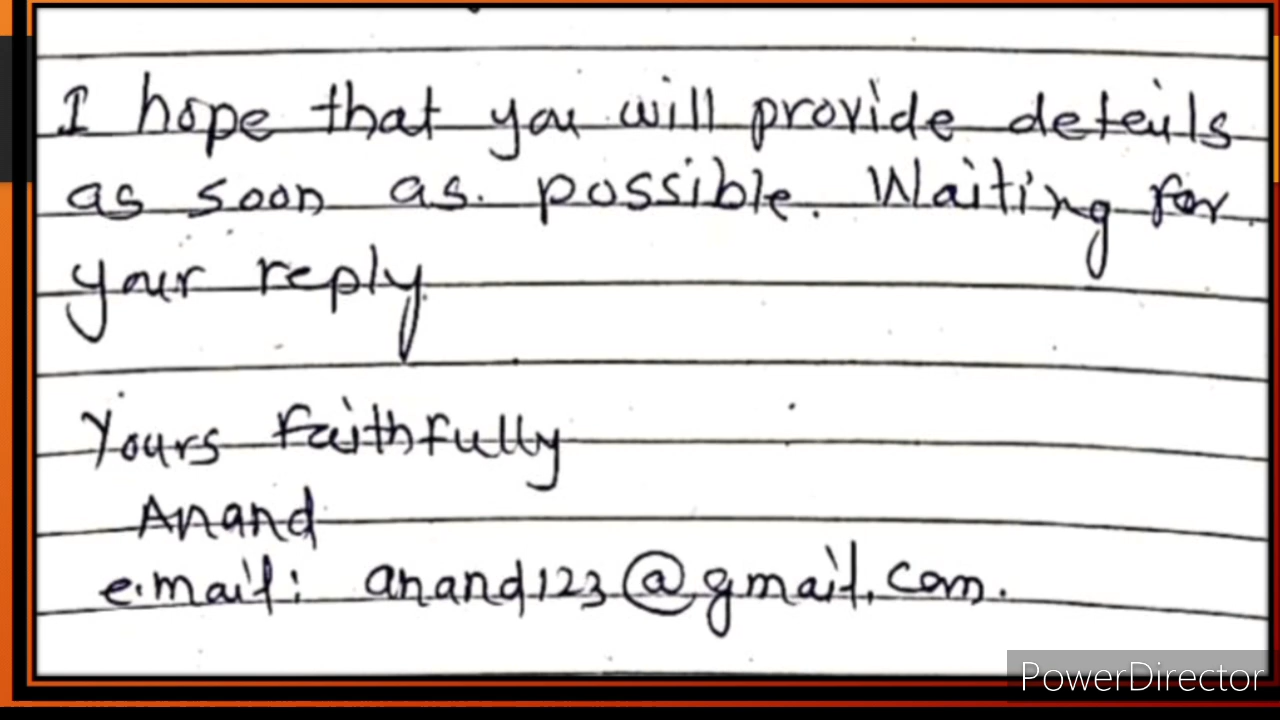 I hope that you will provide deteils
as soon as. possible. Waiting for
your reply
Yours faithfully
Anand
e.mail: anand123@gmail.com.
PowerDirector